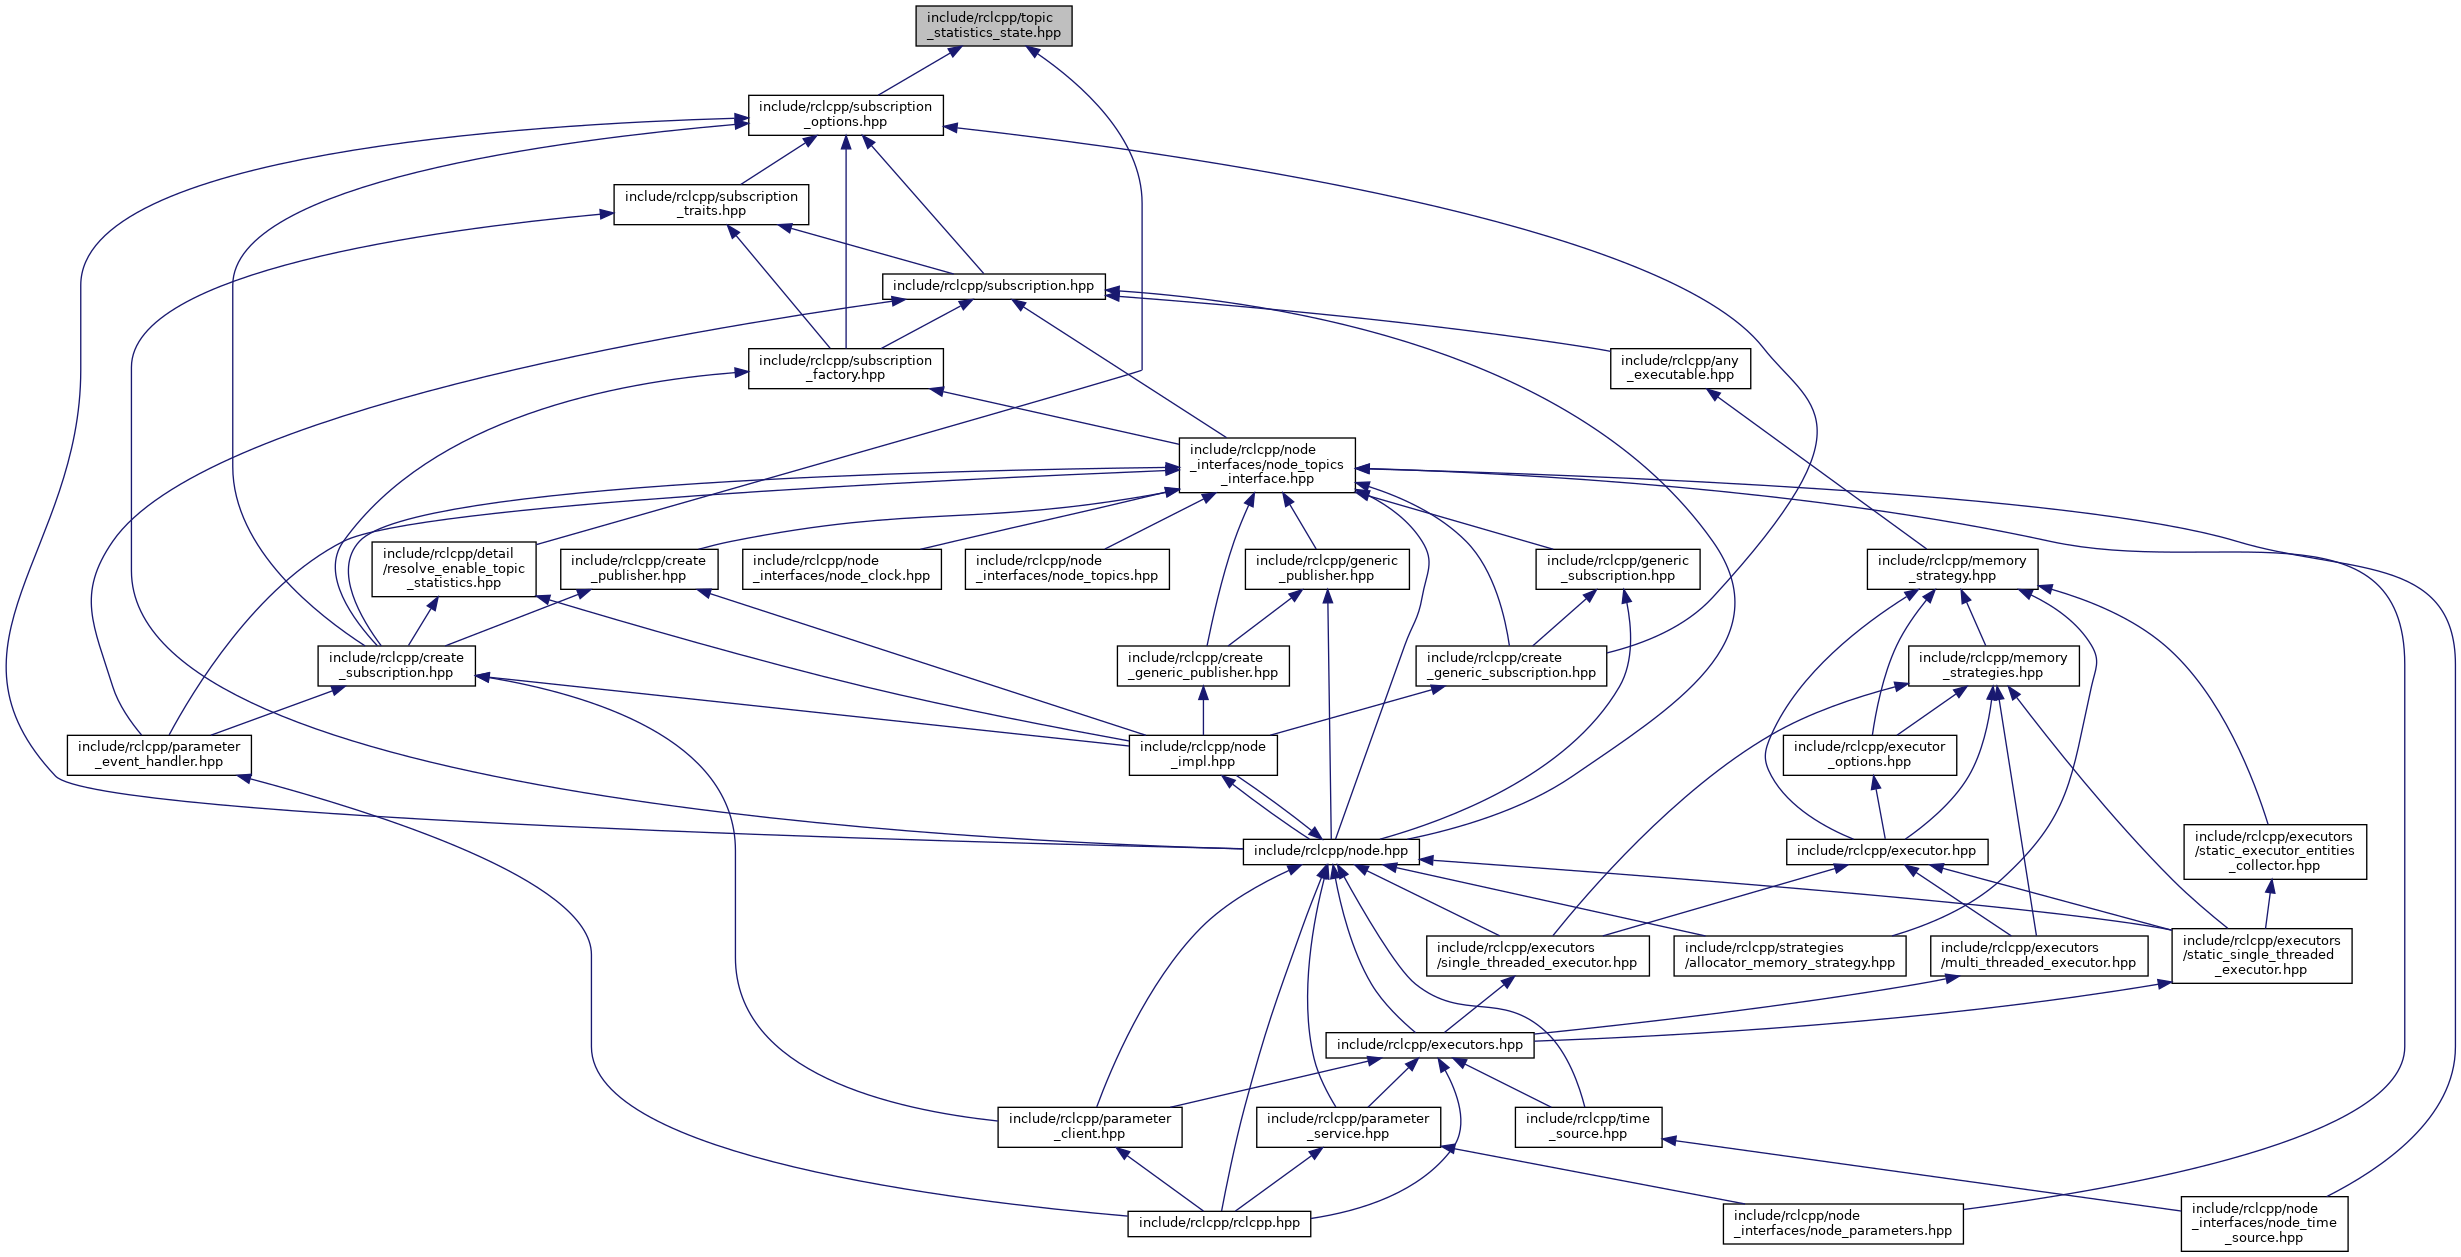 include/rclcpp/topic
_statistics_state.hpp
include/rclcpp/subscription
_options.hpp
include/rclcpp/subscription
_traits.hpp
include/rclcpp/subscription.hpp
include/rclcpp/subscription
_factory.hpp
include/rclcpp/any
_executable.hpp
include/rclcpp/node
_interfaces/node_topics
_interface.hpp
include/rclcpp/detail
/resolve_enable_topic
_statistics.hpp
include/rclcpp/create
_publisher.hpp
include/rclcpp/node
_interfaces/node_clock.hpp
include/rclcpp/node
_interfaces/node_topics.hpp
include/rclcpp/generic
_publisher.hpp
include/rclcpp/generic
_subscription.hpp
include/rclcpp/memory
_strategy.hpp
include/rclcpp/create
_subscription.hpp
include/rclcpp/create
_generic_publisher.hpp
include/rclcpp/create
_generic_subscription.hpp
include/rclcpp/memory
_strategies.hpp
include/rclcpp/parameter
_event_handler.hpp
include/rclcpp/node
_impl.hpp
include/rclcpp/executor
_options.hpp
include/rclcpp/node.hpp
include/rclcpp/executor.hpp
include/rclcpp/executors
/static_executor_entities
_collector.hpp
include/rclcpp/executors
/single_threaded_executor.hpp
include/rclcpp/strategies
/allocator_memory_strategy.hpp
include/rclcpp/executors
/multi_threaded_executor.hpp
include/rclcpp/executors
/static_single_threaded
_executor.hpp
include/rclcpp/executors.hpp
include/rclcpp/parameter
_client.hpp
include/rclcpp/parameter
_service.hpp
include/rclcpp/time
_source.hpp
include/rclcpp/rclcpp.hpp
include/rclcpp/node
_interfaces/node_parameters.hpp
include/rclcpp/node
_interfaces/node_time
_source.hpp